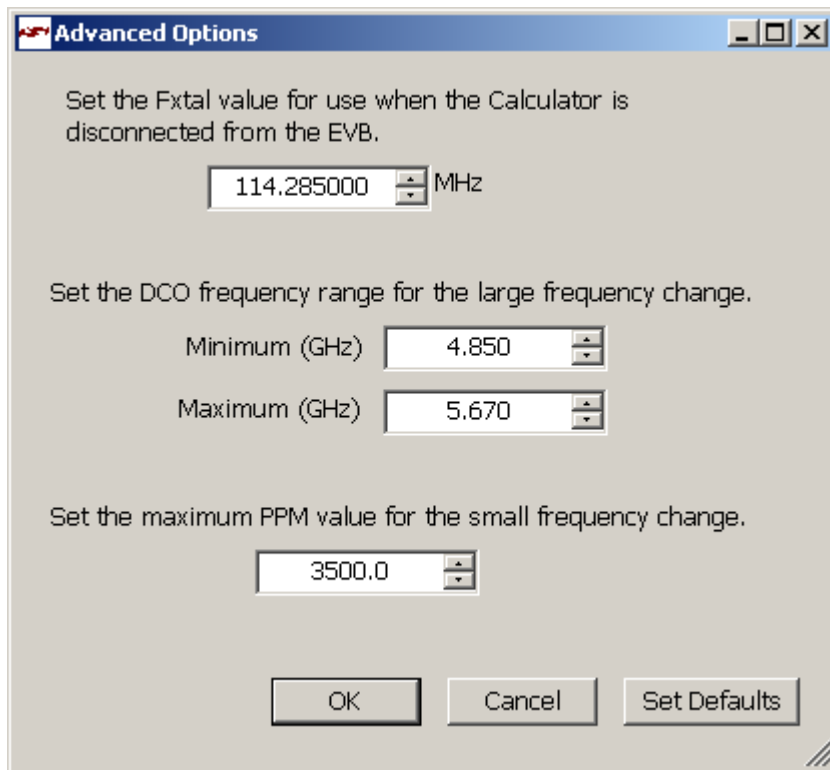 Advanced Options
Set the Fxtal value for use when the Calculator is
disconnected from the EVB.
114.285000 MHz
Set the DCO frequency range for the large frequency change.
Minimum (GHz) 4.850
Maximum (GHz) 5.670
Set the maximum PPM value for the small frequency change.
3500.0
OK Cancel Set Defaults